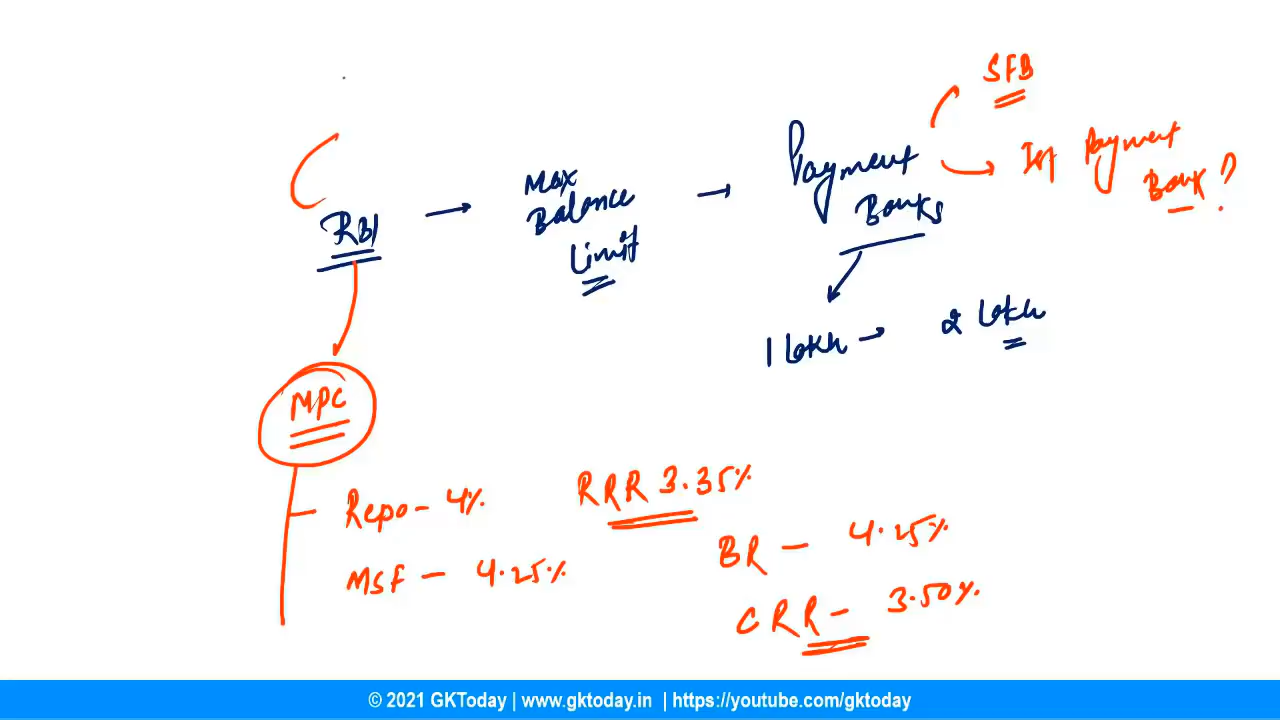 SFB
Payment
Banks
Ist Payment
Bank ?
RBI
Max
Balance
Limit
1 lakh → 2 lakh
MPC
Repo - 4%
RRR 3.35%
MSF - 4.25%
BR - 4.25%
CRR - 3.50%
© 2021 GKToday | www.gktoday.in | https://youtube.com/gktoday